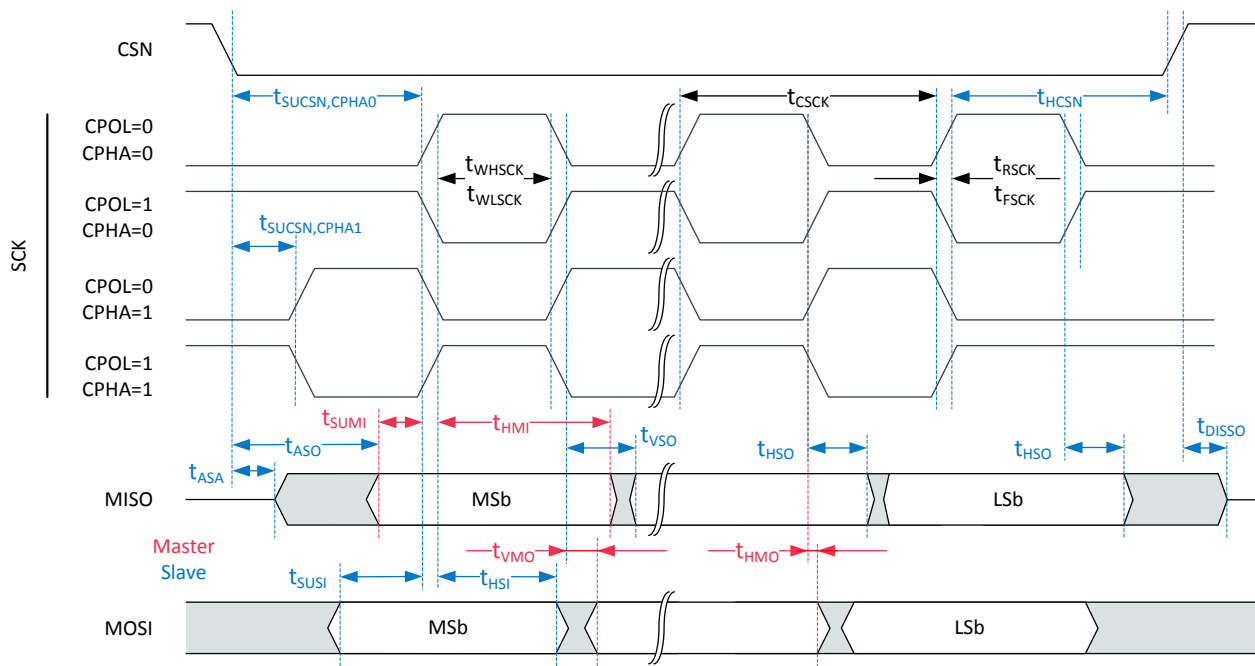 CSN
tSUCSN,CPHA0
tCSCK
tHCSN
SCK
CPOL=0
CPHA=0
tWHSCK
tWLSCK
tRSCK
tFSCK
CPOL=1
CPHA=0
tSUCSN,CPHA1
CPOL=0
CPHA=1
CPOL=1
CPHA=1
tSUMI
tHMI
tASO
tVSO
tHSO
tHSO
tDISSO
tASA
MISO
MSb
LSb
Master
Slave
tVMO
tHMO
tSUSI
tHSI
MOSI
MSb
LSb